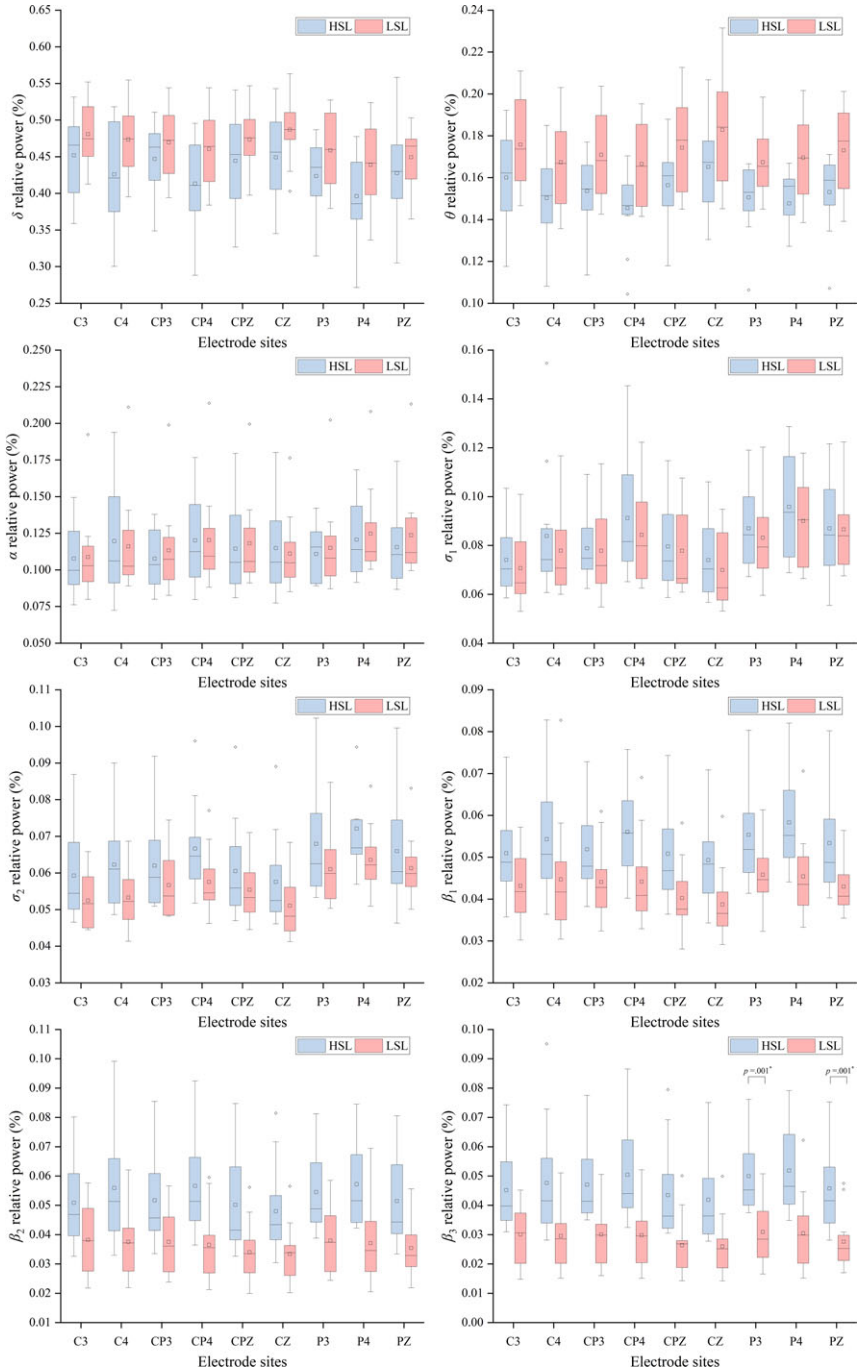 0.65
0.60
0.55
0.50
0.45
0.40
0.35
0.30
0.25
δ relative power (%)
HSL LSL
C3 C4 CP3 CP4 CPZ CZ P3 P4 PZ
Electrode sites
0.24
0.22
0.20
0.18
0.16
0.14
0.12
0.10
θ relative power (%)
HSL LSL
C3 C4 CP3 CP4 CPZ CZ P3 P4 PZ
Electrode sites
0.250
0.225
0.200
0.175
0.150
0.125
0.100
0.075
0.050
α relative power (%)
HSL LSL
C3 C4 CP3 CP4 CPZ CZ P3 P4 PZ
Electrode sites
0.16
0.14
0.12
0.10
0.08
0.06
0.04
σ1 relative power (%)
HSL LSL
C3 C4 CP3 CP4 CPZ CZ P3 P4 PZ
Electrode sites
0.11
0.10
0.09
0.08
0.07
0.06
0.05
0.04
0.03
σ2 relative power (%)
HSL LSL
C3 C4 CP3 CP4 CPZ CZ P3 P4 PZ
Electrode sites
0.09
0.08
0.07
0.06
0.05
0.04
0.03
0.02
β1 relative power (%)
HSL LSL
C3 C4 CP3 CP4 CPZ CZ P3 P4 PZ
Electrode sites
0.11
0.10
0.09
0.08
0.07
0.06
0.05
0.04
0.03
0.02
0.01
β2 relative power (%)
HSL LSL
C3 C4 CP3 CP4 CPZ CZ P3 P4 PZ
Electrode sites
0.10
0.09
0.08
0.07
0.06
0.05
0.04
0.03
0.02
0.01
0.00
β3 relative power (%)
HSL LSL
p =.001* p =.001*
C3 C4 CP3 CP4 CPZ CZ P3 P4 PZ
Electrode sites